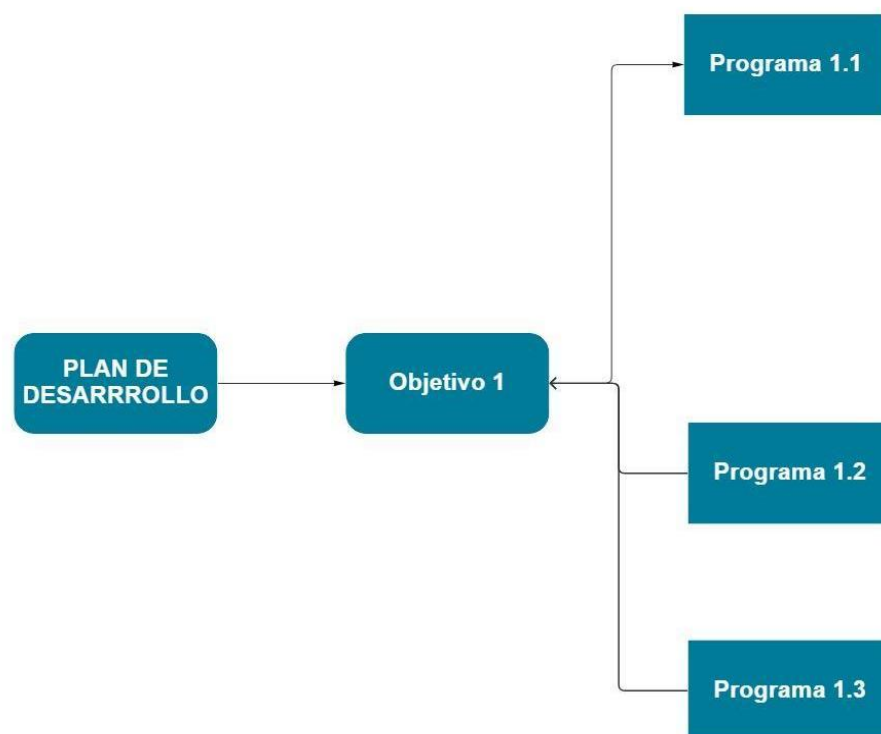 Programa 1.1
PLAN DE
DESARRROLLO
Objetivo 1
Programa 1.2
Programa 1.3